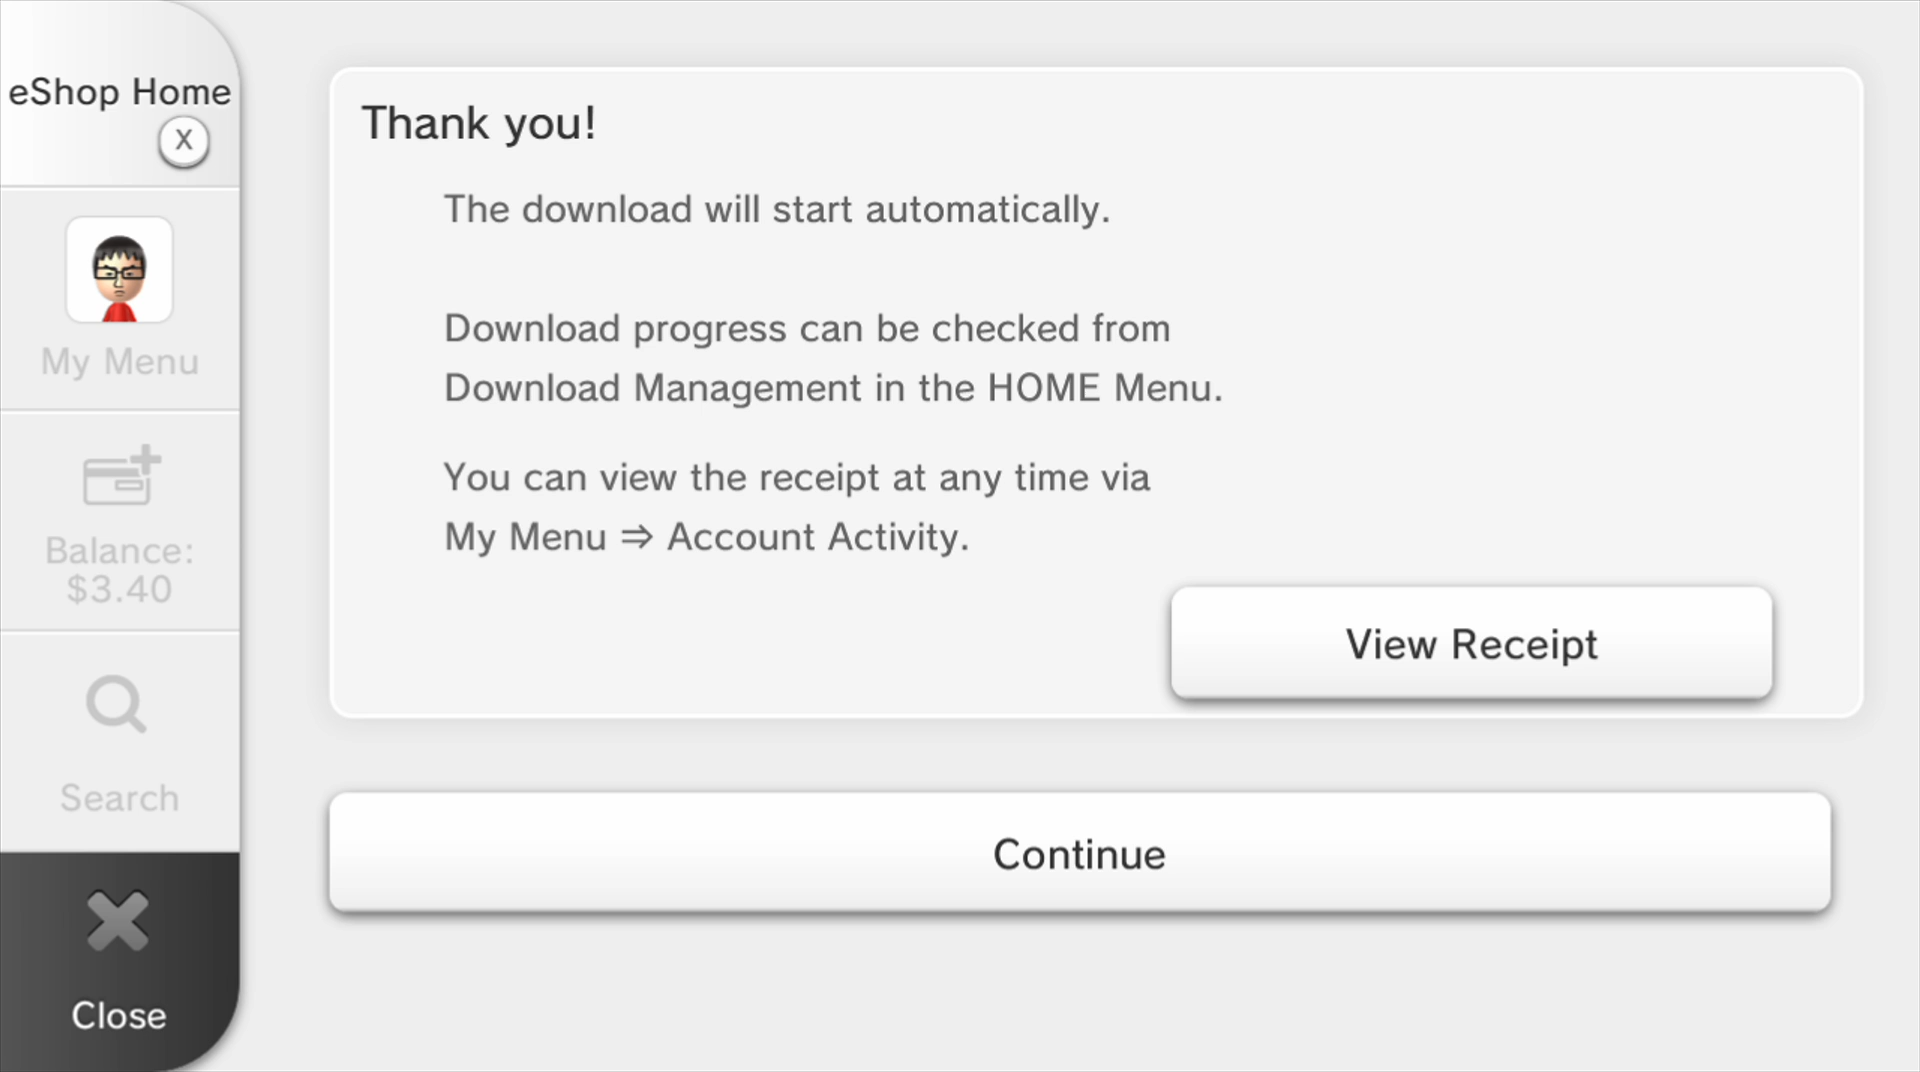 eShop Home
X
My Menu
Balance:
$3.40
Search
Close
Thank you!
The download will start automatically.
Download progress can be checked from
Download Management in the HOME Menu.
You can view the receipt at any time via
My Menu ⇒ Account Activity.
View Receipt
Continue